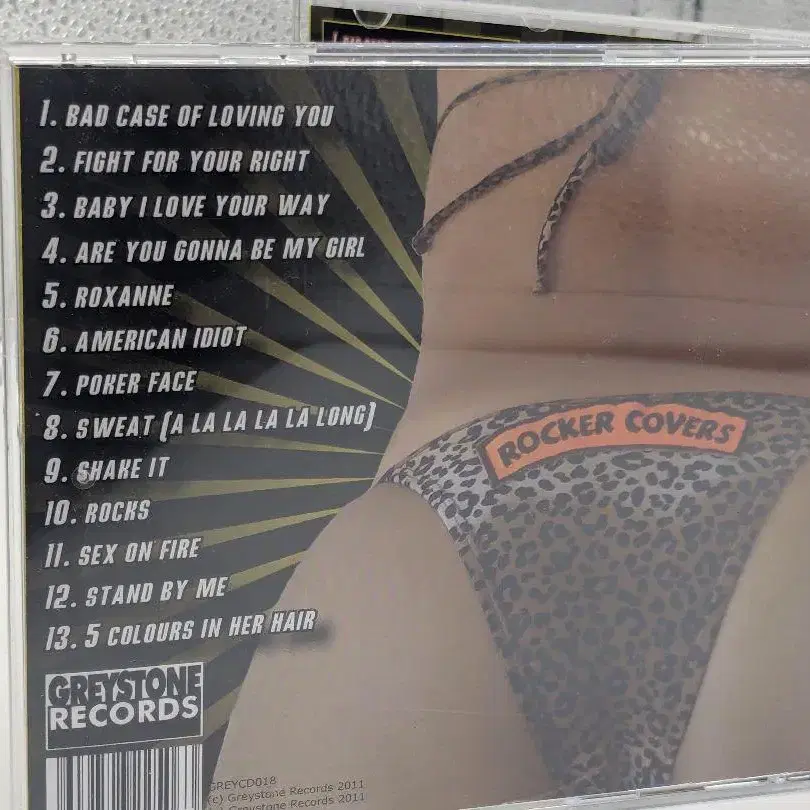 1. BAD CASE OF LOVING YOU
2. FIGHT FOR YOUR RIGHT
3. BABY I LOVE YOUR WAY
4. ARE YOU GONNA BE MY GIRL
5. ROXANNE
6. AMERICAN IDIOT
7. POKER FACE
8. SWEAT (A LA LA LA LA LONG)
9. SHAKE IT
10. ROCKS
11. SEX ON FIRE
12. STAND BY ME
13. 5 COLOURS IN HER HAIR
ROCKER COVERS
GREYSTONE
RECORDS
GREYCD018
(c) Greystone Records 2011
Greystone Records 2011